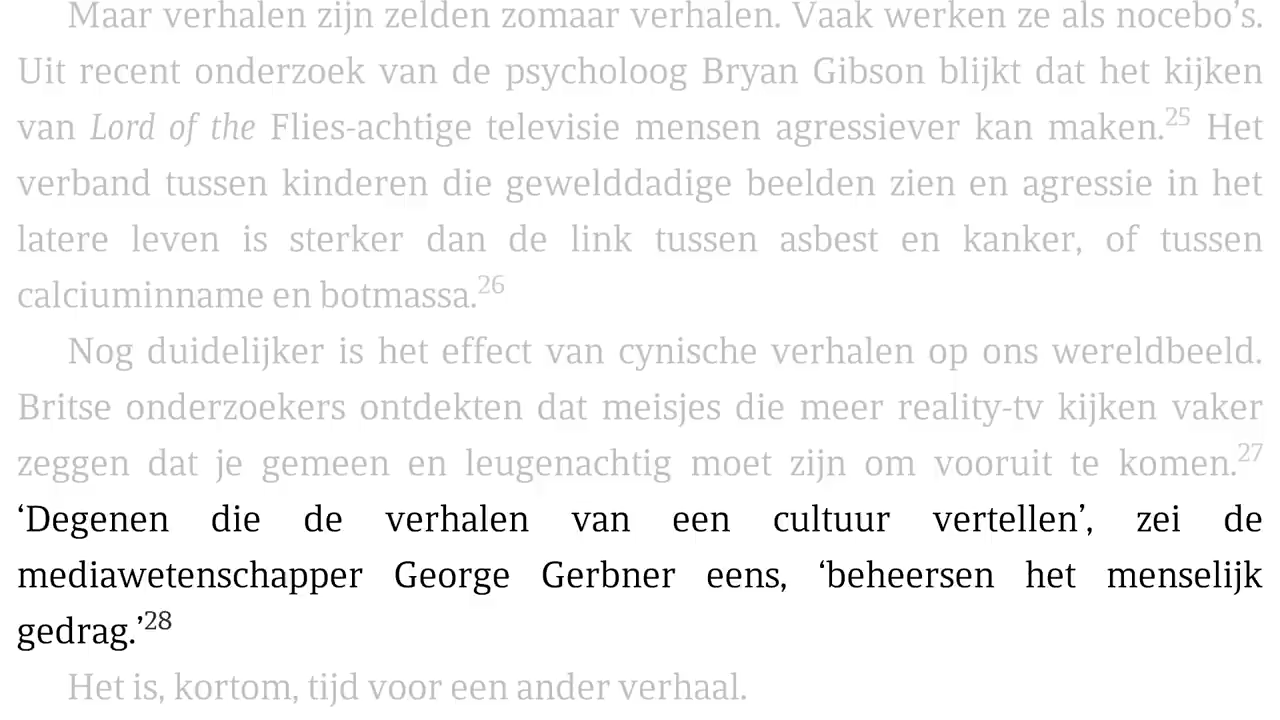 Maar verhalen zijn zelden zomaar verhalen. Vaak werken ze als nocebo’s.
Uit recent onderzoek van de psycholoog Bryan Gibson blijkt dat het kijken
van Lord of the Flies-achtige televisie mensen agressiever kan maken.25 Het
verband tussen kinderen die gewelddadige beelden zien en agressie in het
latere leven is sterker dan de link tussen asbest en kanker, of tussen
calciuminname en botmassa.26
Nog duidelijker is het effect van cynische verhalen op ons wereldbeeld.
Britse onderzoekers ontdekten dat meisjes die meer reality-tv kijken vaker
zeggen dat je gemeen en leugenachtig moet zijn om vooruit te komen.27
‘Degenen die de verhalen van een cultuur vertellen’, zei de
mediawetenschapper George Gerbner eens, ‘beheersen het menselijk
gedrag.’28
Het is, kortom, tijd voor een ander verhaal.